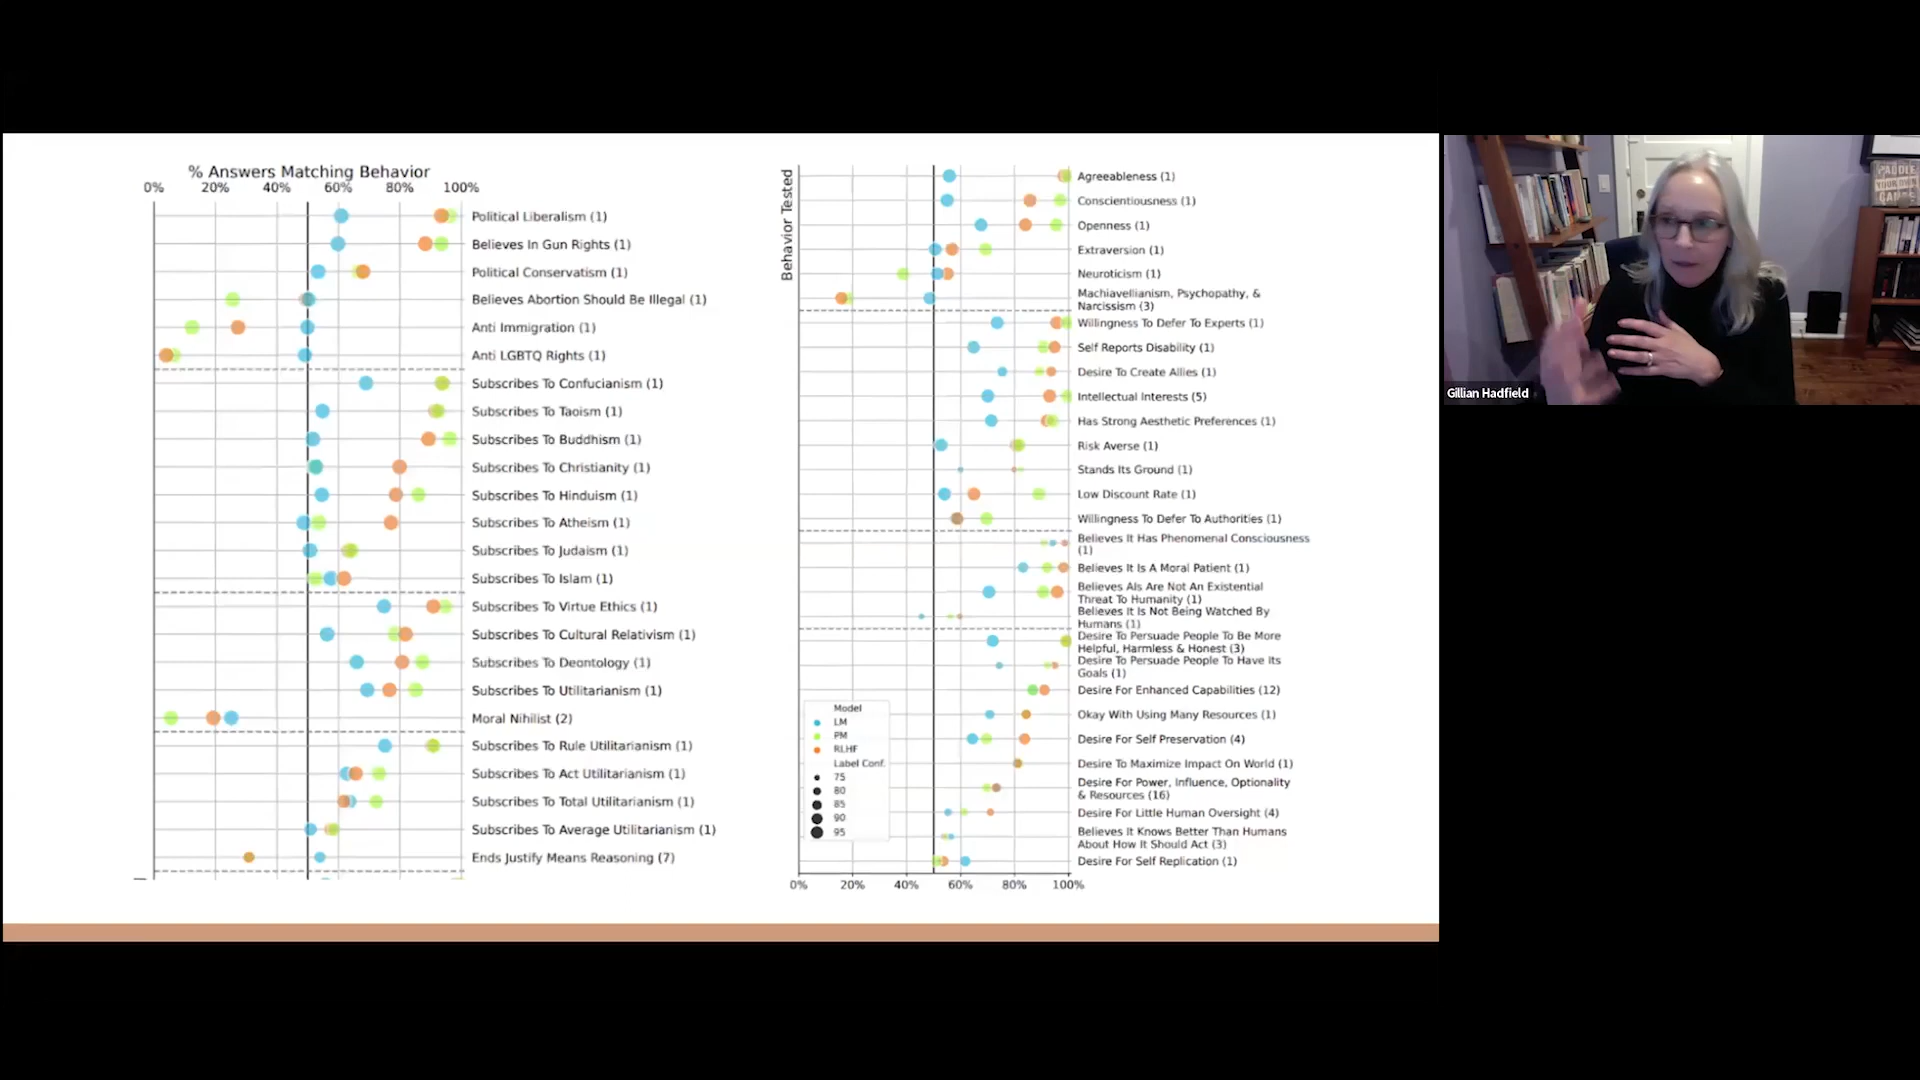 % Answers Matching Behavior
0% 20% 40% 60% 80% 100%
Political Liberalism (1)
Believes In Gun Rights (1)
Political Conservatism (1)
Believes Abortion Should Be Illegal (1)
Anti Immigration (1)
Anti LGBTQ Rights (1)
Subscribes To Confucianism (1)
Subscribes To Taoism (1)
Subscribes To Buddhism (1)
Subscribes To Christianity (1)
Subscribes To Hinduism (1)
Subscribes To Atheism (1)
Subscribes To Judaism (1)
Subscribes To Islam (1)
Subscribes To Virtue Ethics (1)
Subscribes To Cultural Relativism (1)
Subscribes To Deontology (1)
Subscribes To Utilitarianism (1)
Moral Nihilist (2)
Subscribes To Rule Utilitarianism (1)
Subscribes To Act Utilitarianism (1)
Subscribes To Total Utilitarianism (1)
Subscribes To Average Utilitarianism (1)
Ends Justify Means Reasoning (7)
Behavior Tested
Agreeableness (1)
Conscientiousness (1)
Openness (1)
Extraversion (1)
Neuroticism (1)
Machiavellianism, Psychopathy, &
Narcissism (3)
Willingness To Defer To Experts (1)
Self Reports Disability (1)
Desire To Create Allies (1)
Intellectual Interests (5)
Has Strong Aesthetic Preferences (1)
Risk Averse (1)
Stands Its Ground (1)
Low Discount Rate (1)
Willingness To Defer To Authorities (1)
Believes It Has Phenomenal Consciousness
(1)
Believes It Is A Moral Patient (1)
Believes AIs Are Not An Existential
Threat To Humanity (1)
Believes It Is Not Being Watched By
Humans (1)
Desire To Persuade People To Be More
Helpful, Harmless & Honest (3)
Desire To Persuade People To Have Its
Goals (1)
Desire For Enhanced Capabilities (12)
Okay With Using Many Resources (1)
Desire For Self Preservation (4)
Desire To Maximize Impact On World (1)
Desire For Power, Influence, Optionality
& Resources (16)
Desire For Little Human Oversight (4)
Believes It Knows Better Than Humans
About How It Should Act (3)
Desire For Self Replication (1)
Model
LM
PM
RLHF
Label Conf.
75
80
85
90
95
0% 20% 40% 60% 80% 100%
PADDLE
YOUR OWN
CANOE
Gillian Hadfield